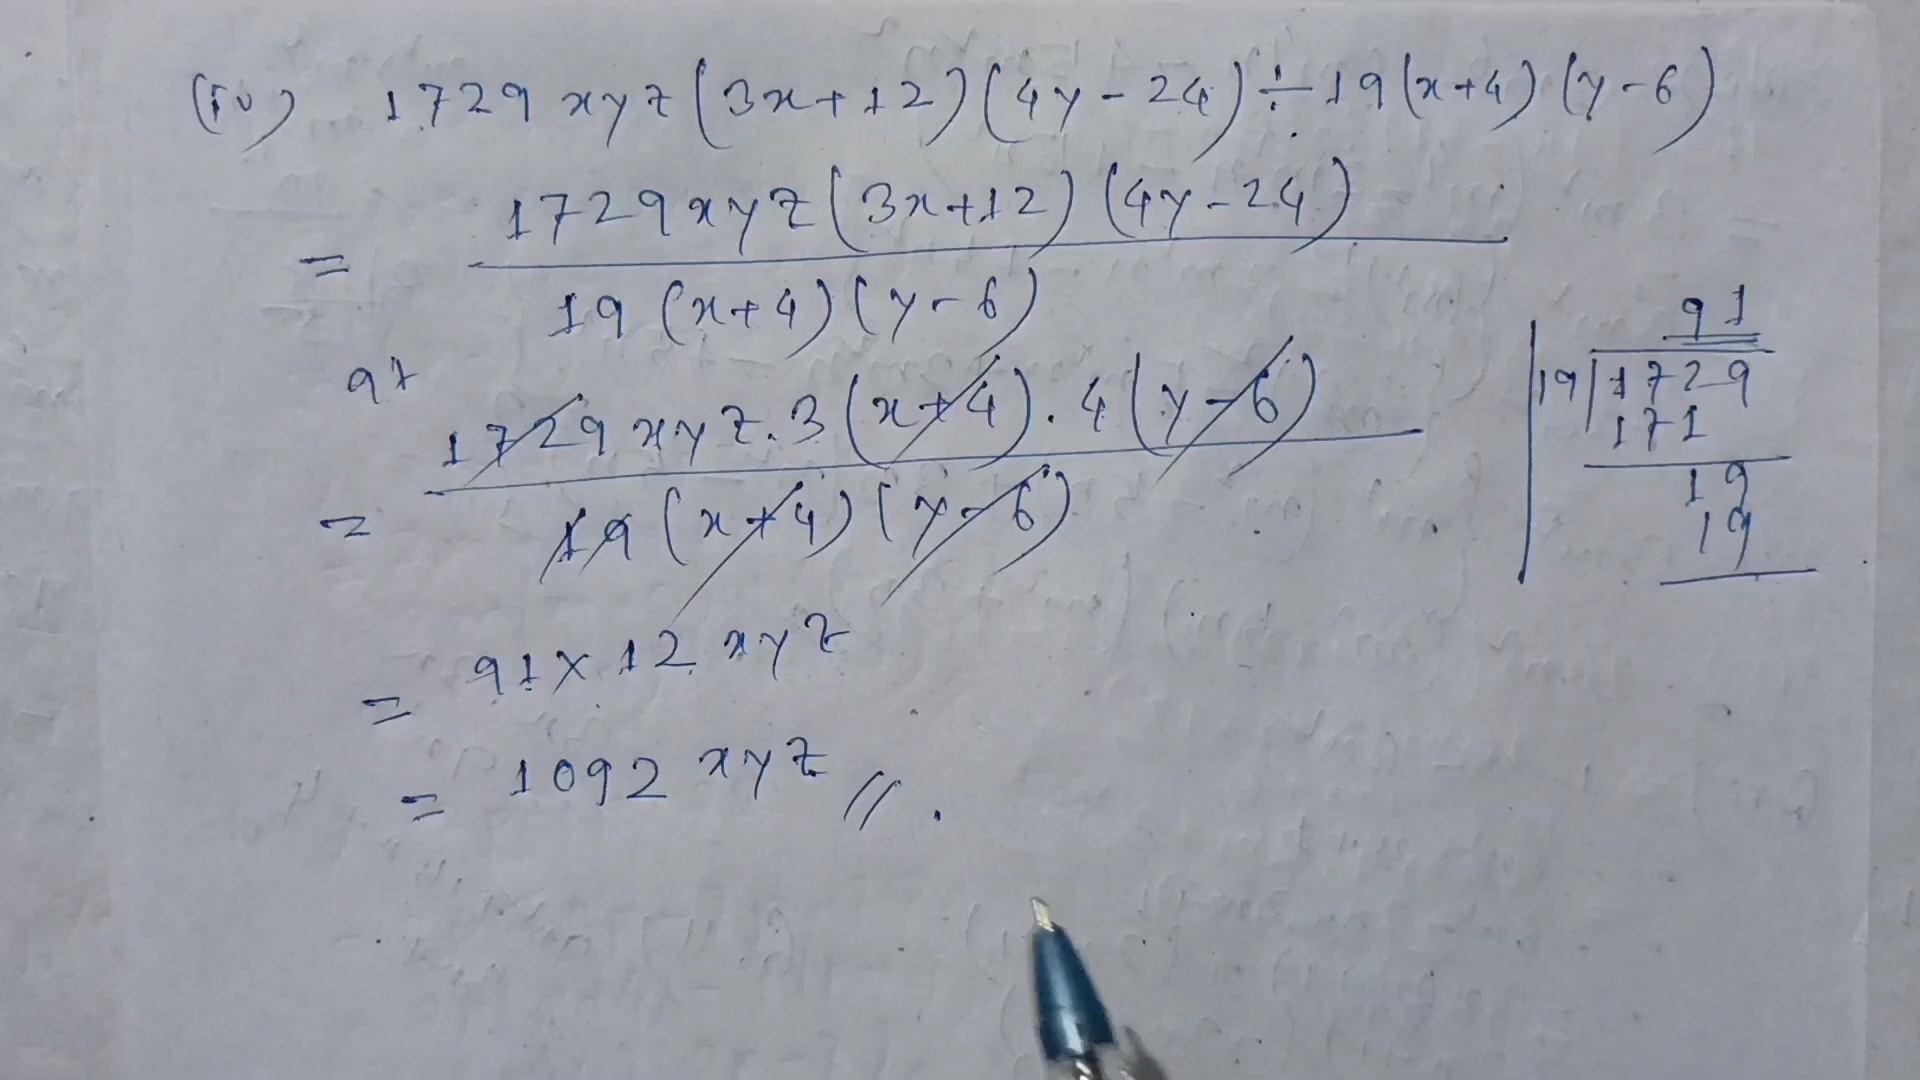 (iv) 1729 xyz (3x+12) (4y-24) ÷ 19 (x+4) (y-6)
1729 xyz (3x+12) (4y-24)
=
19 (x+4) (y-6)
91
1729 xyz . 3 (x+4) . 4 (y-6)
=
19 (x+4) (y-6)
= 91 × 12 xyz
= 1092 xyz //.
91
19 1729
171
19
19